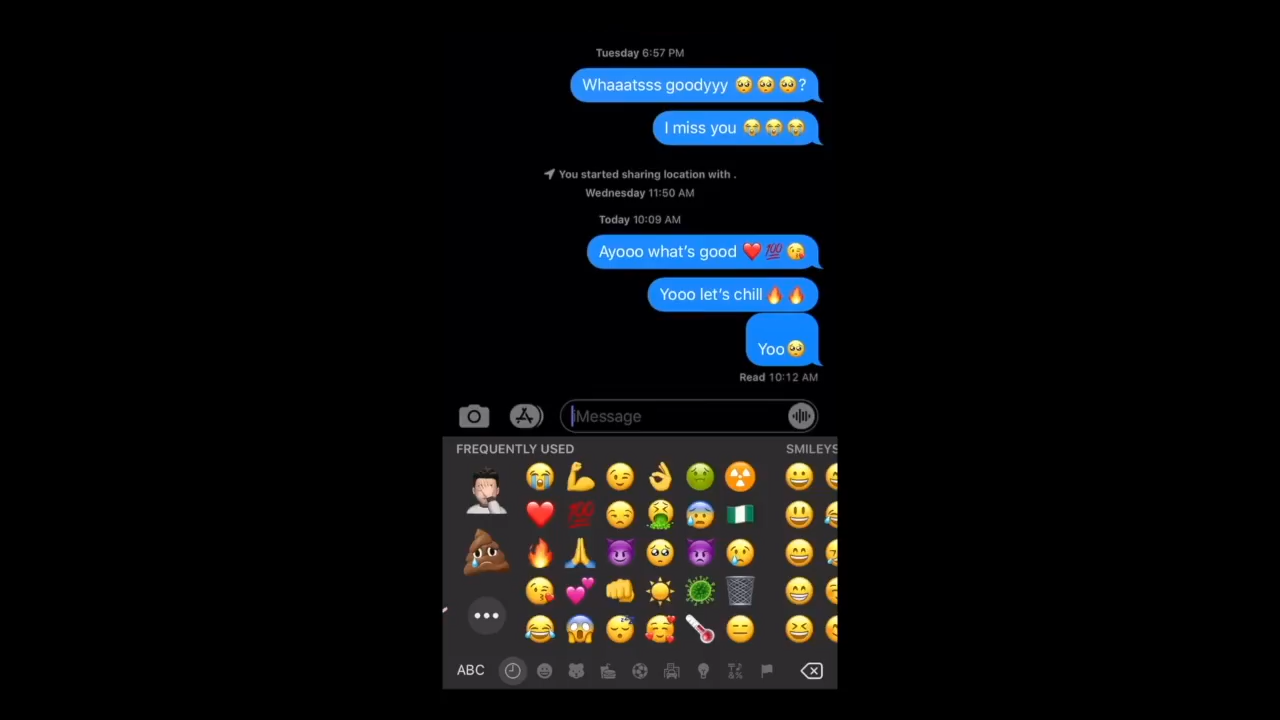 Tuesday 6:57 PM
Whaaatsss goodyyy 🥺🥺🥺?
I miss you 😭😭😭
You started sharing location with .
Wednesday 11:50 AM
Today 10:09 AM
Ayooo what's good ❤️💯😘
Yooo let's chill🔥🔥
Yoo🥺
Read 10:12 AM
iMessage
FREQUENTLY USED SMILEYS
ABC